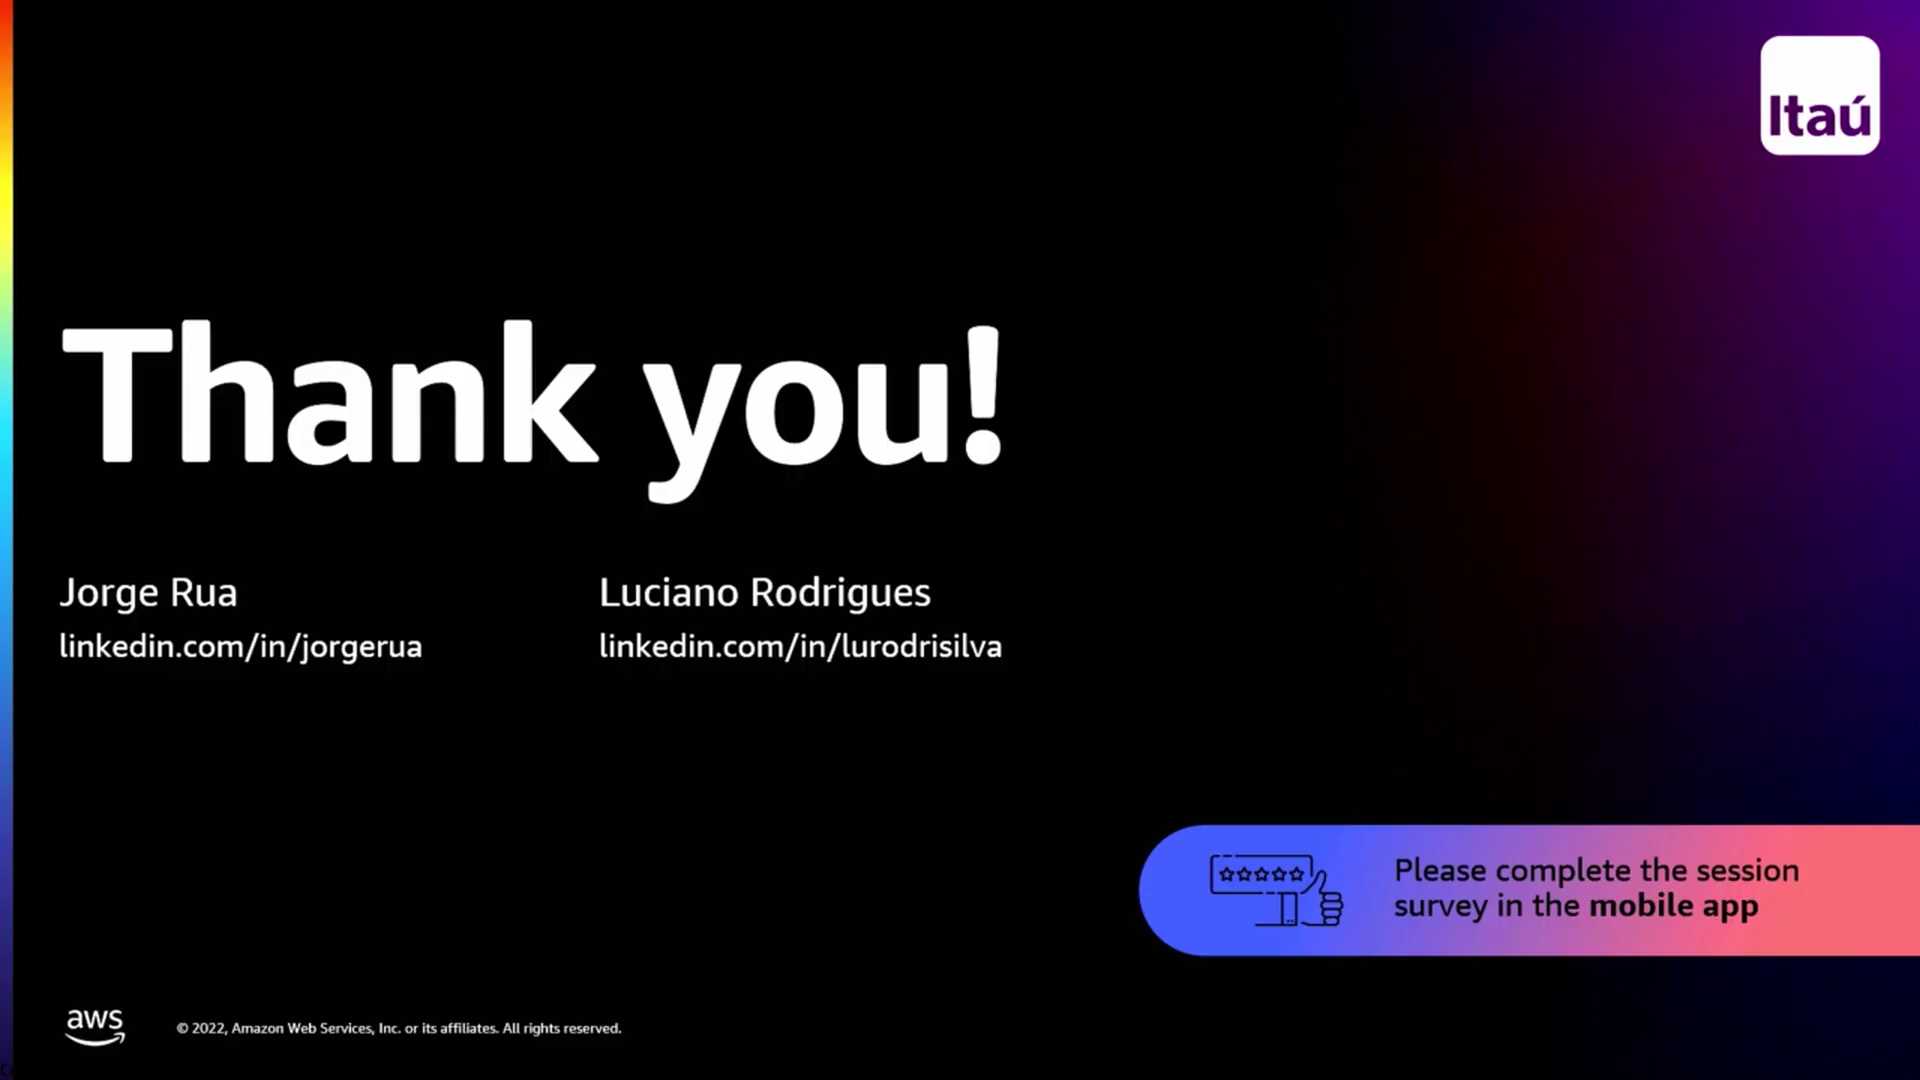 Itaú
Thank you!
Jorge Rua
linkedin.com/in/jorgerua
Luciano Rodrigues
linkedin.com/in/lurodrisilva
Please complete the session
survey in the mobile app
aws
© 2022, Amazon Web Services, Inc. or its affiliates. All rights reserved.